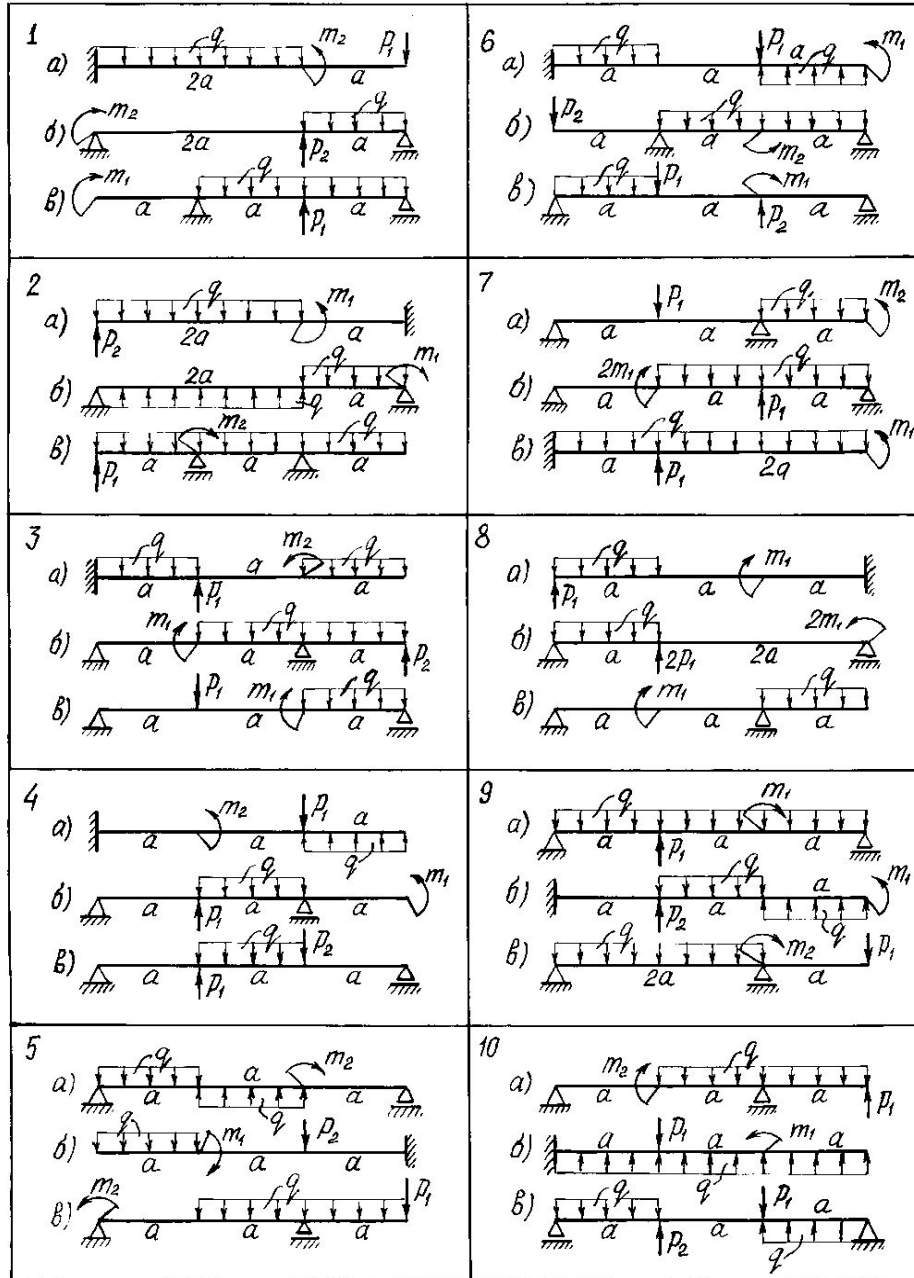 1
а) q m₂ P₁
2a a
б) m₂ q
2a P₂ a
в) m₁ q
a a P₁ a
2
а) q m₁
P₂ 2a a
б) 2a q m₁
q a
в) q m₂ q
P₁ a a a
3
а) q a m₂ q
a P₁ a
б) m₁ q
a a a P₂
в) P₁ m₁ q
a a a
4
а) m₂ P₁ a
a a q
б) q m₁
a P₁ a a
в) q P₂
a P₁ a a
5
а) q a m₂
a q a
б) q m₁ P₂
a a a
в) m₂ q P₁
a a a
6
а) q P₁ a q m₁
a a
б) P₂ q
a a m₂ a
в) q P₁ m₁
a a P₂ a
7
а) P₁ q m₂
a a a
б) 2m₁ q
a a P₁ a
в) q m₁
a P₁ 2a
8
а) q m₁
P₁ a a a
б) q 2m₁
a 2P₁ 2a
в) m₁ q
a a a
9
а) q m₁
a P₁ a a
б) q a m₁
a P₂ a q
в) q m₂ P₁
2a a
10
а) m₂ q
a a a P₁
б) a P₁ a m₁ a
q
в) q P₁ a
a P₂ a q